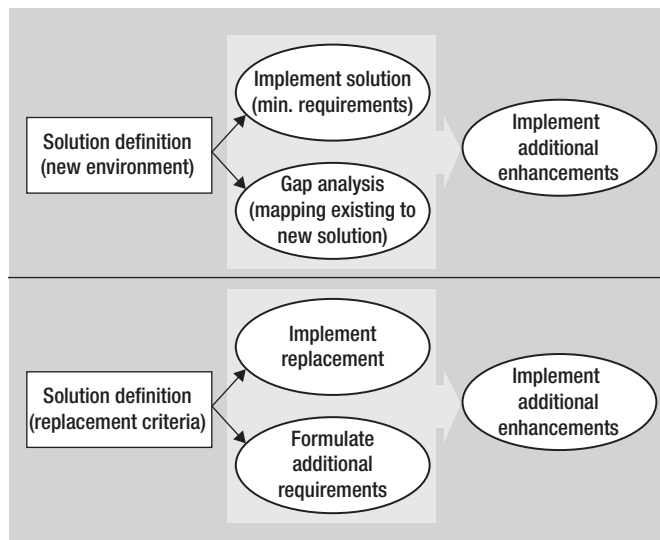 Solution definition
(new environment)
Implement solution
(min. requirements)
Gap analysis
(mapping existing to
new solution)
Implement
additional
enhancements
Solution definition
(replacement criteria)
Implement
replacement
Formulate
additional
requirements
Implement
additional
enhancements